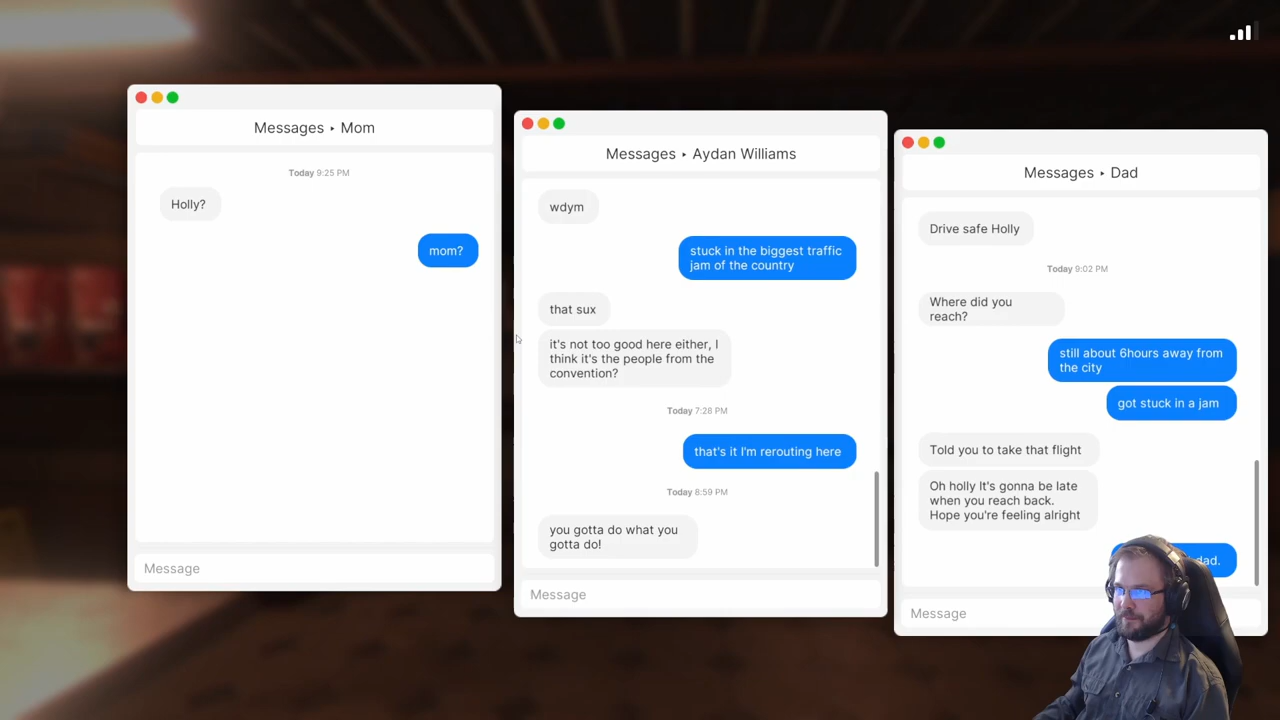 Messages ‣ Mom
Today 9:25 PM
Holly?
mom?
Message
Messages ‣ Aydan Williams
wdym
stuck in the biggest traffic
jam of the country
that sux
it's not too good here either, I
think it's the people from the
convention?
Today 7:28 PM
that's it I'm rerouting here
Today 8:59 PM
you gotta do what you
gotta do!
Message
Messages ‣ Dad
Drive safe Holly
Today 9:02 PM
Where did you
reach?
still about 6hours away from
the city
got stuck in a jam
Told you to take that flight
Oh holly It's gonna be late
when you reach back.
Hope you're feeling alright
dad.
Message